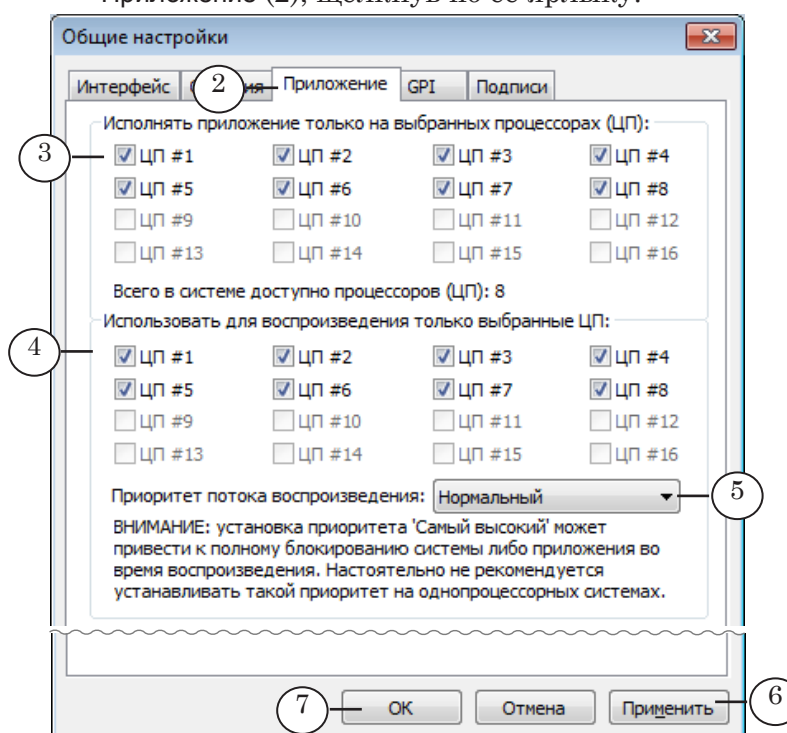 Приложение (2), щёлкнув по её ярлыку.
Общие настройки
Интерфейс 2 Приложение GPI Подписи
Исполнять приложение только на выбранных процессорах (ЦП):
3 ЦП #1 ЦП #2 ЦП #3 ЦП #4
ЦП #5 ЦП #6 ЦП #7 ЦП #8
ЦП #9 ЦП #10 ЦП #11 ЦП #12
ЦП #13 ЦП #14 ЦП #15 ЦП #16
Всего в системе доступно процессоров (ЦП): 8
Использовать для воспроизведения только выбранные ЦП:
4 ЦП #1 ЦП #2 ЦП #3 ЦП #4
ЦП #5 ЦП #6 ЦП #7 ЦП #8
ЦП #9 ЦП #10 ЦП #11 ЦП #12
ЦП #13 ЦП #14 ЦП #15 ЦП #16
Приоритет потока воспроизведения: Нормальный 5
ВНИМАНИЕ: установка приоритета 'Самый высокий' может
привести к полному блокированию системы либо приложения во
время воспроизведения. Настоятельно не рекомендуется
устанавливать такой приоритет на однопроцессорных системах.
7 ОК Отмена Применить 6